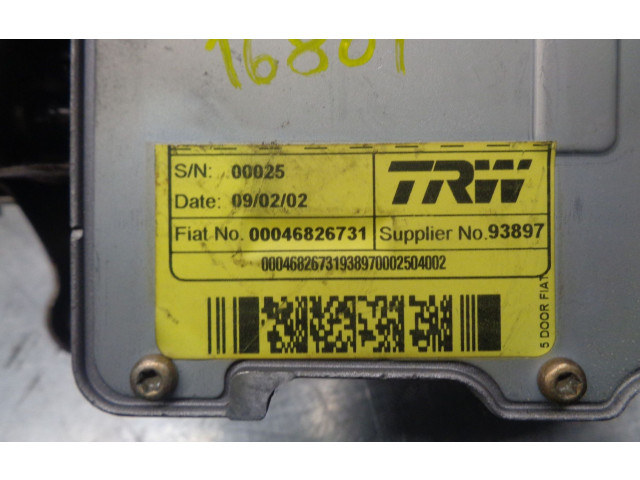 16801
S/N: 00025
TRW
Date: 09/02/02
Fiat No. 00046826731 Supplier No. 93897
00046826731938970002504002
5 DOOR FIAT